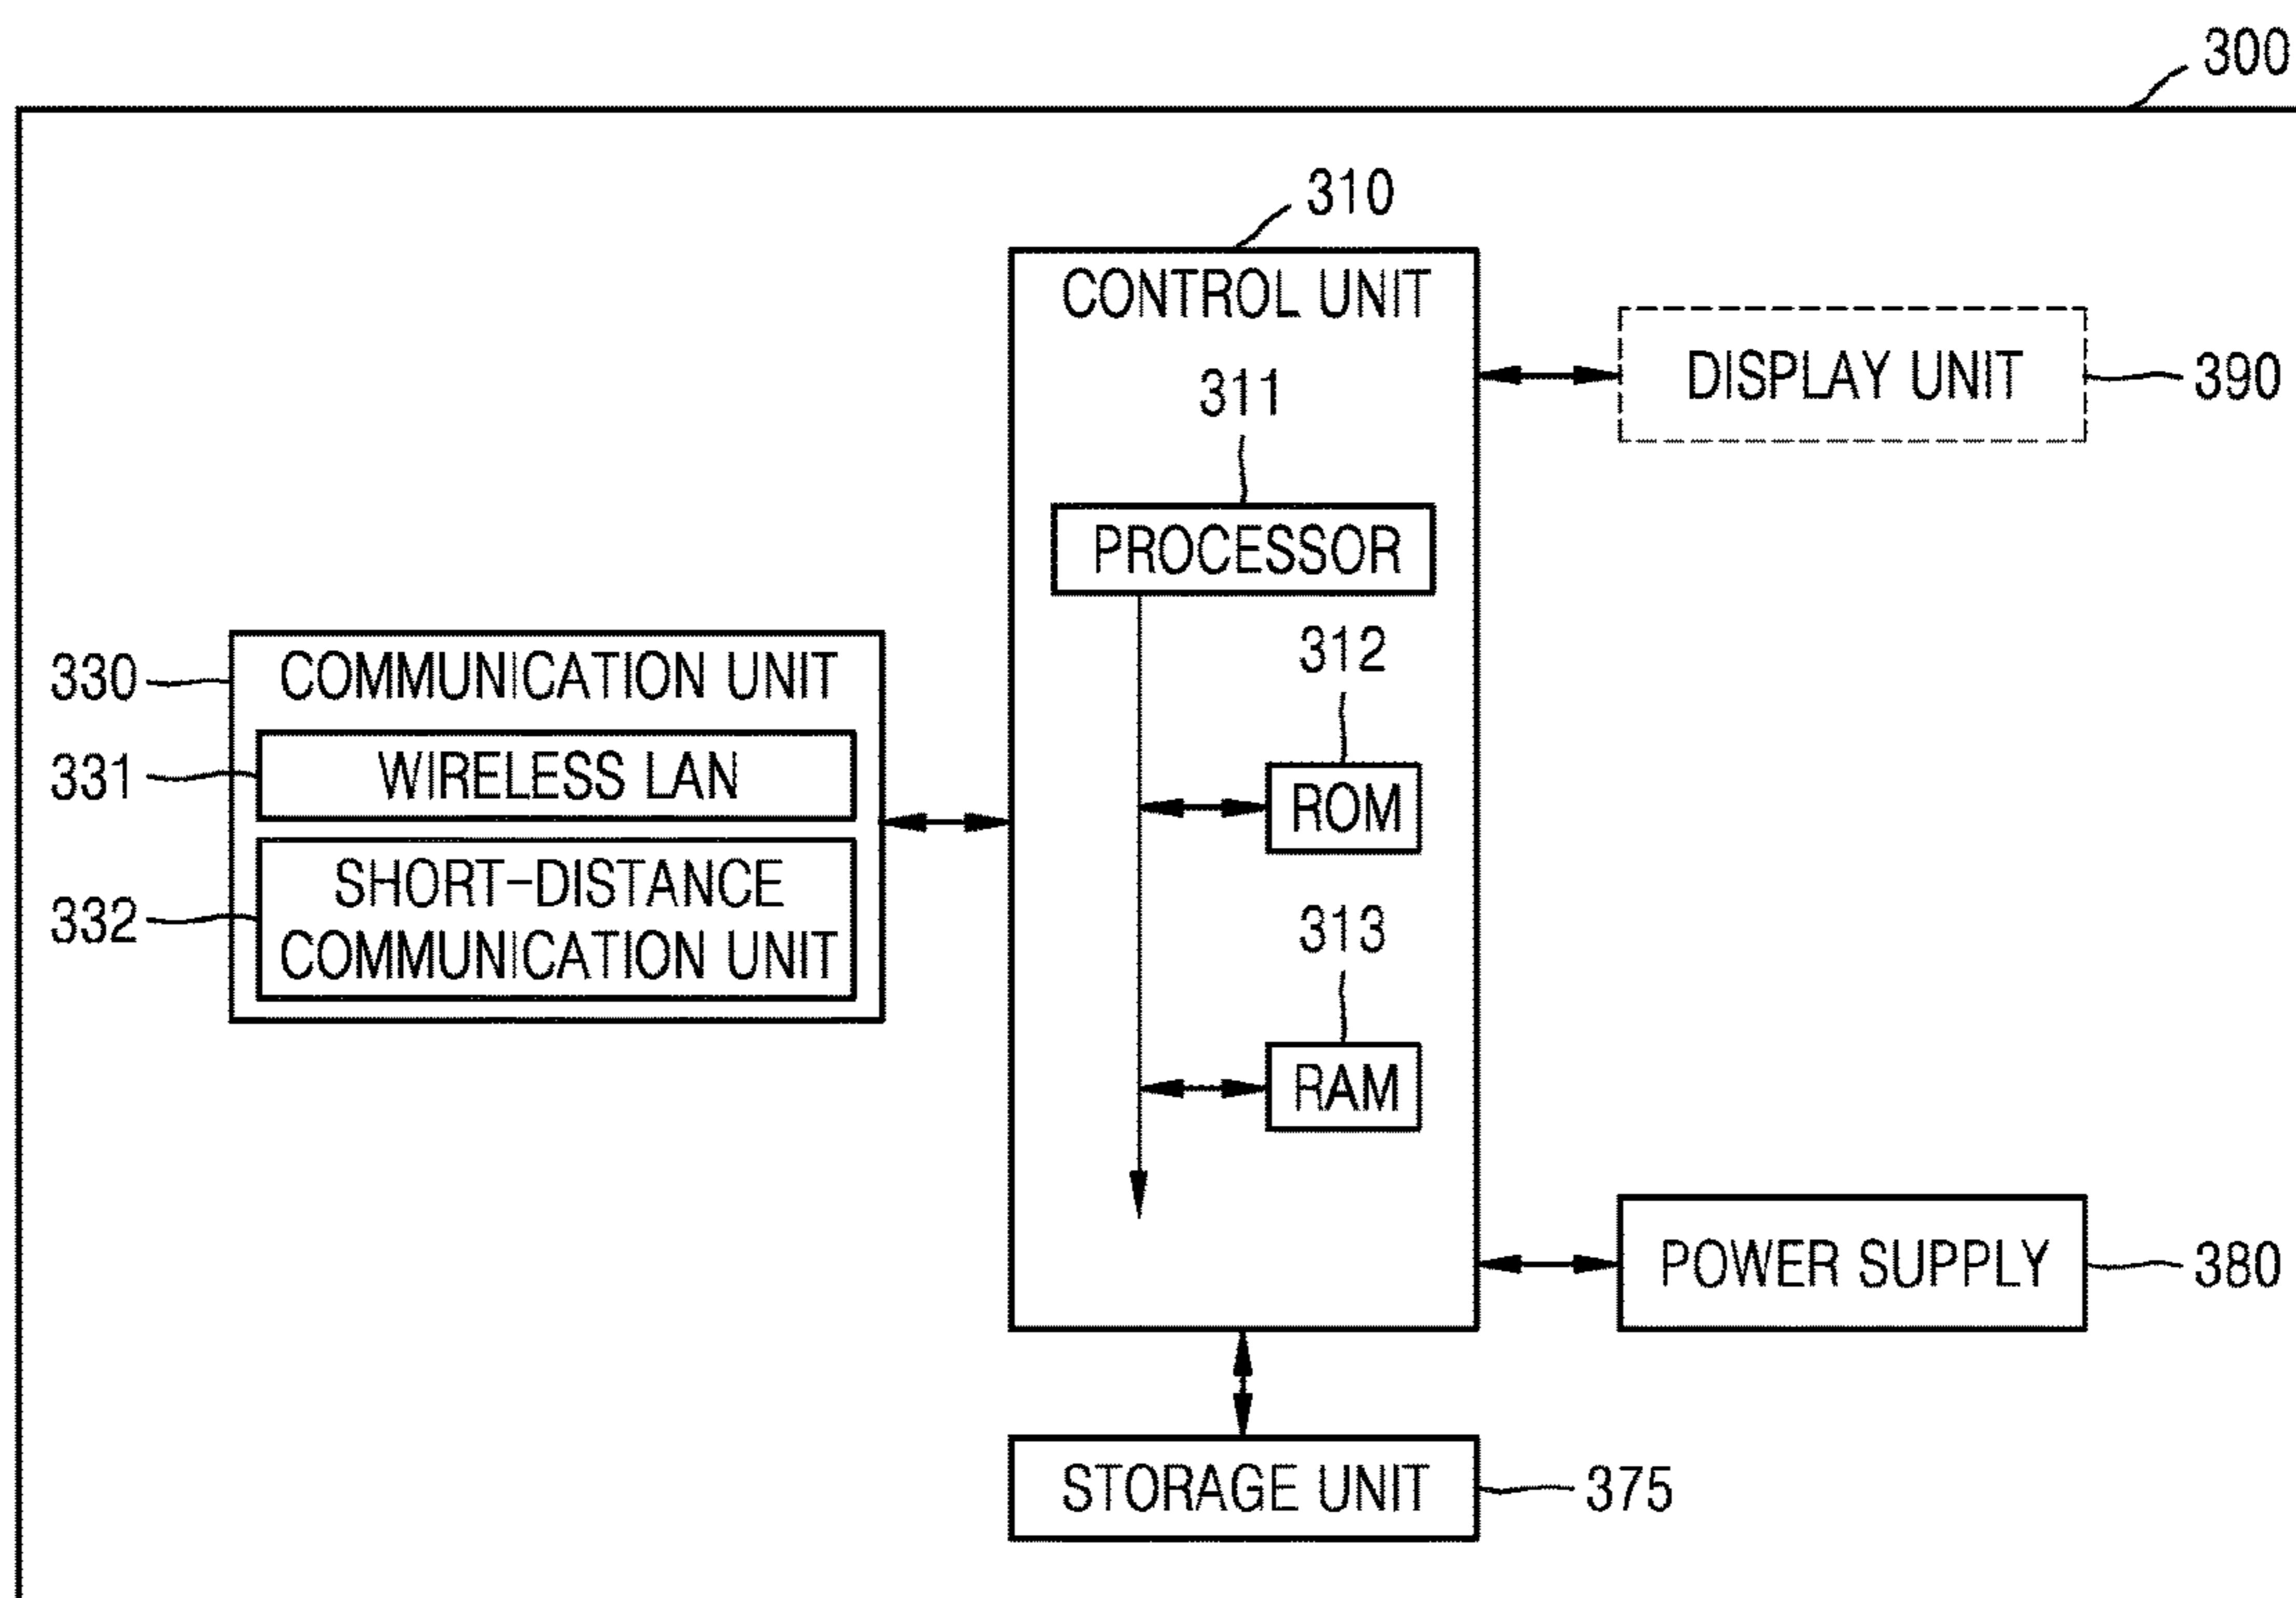 300
310
CONTROL UNIT
311
PROCESSOR
312
ROM
313
RAM
DISPLAY UNIT
390
330
COMMUNICATION UNIT
331
WIRELESS LAN
332
SHORT-DISTANCE
COMMUNICATION UNIT
POWER SUPPLY
380
STORAGE UNIT
375